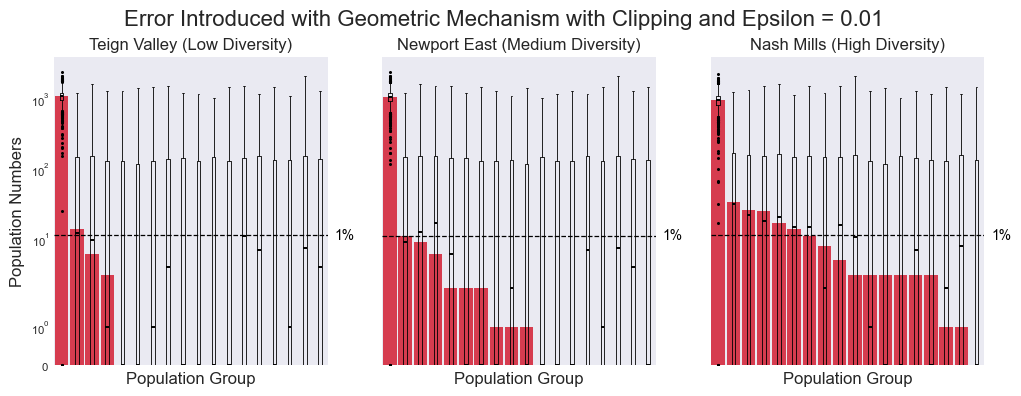 Error Introduced with Geometric Mechanism with Clipping and Epsilon = 0.01
Teign Valley (Low Diversity)
Newport East (Medium Diversity)
Nash Mills (High Diversity)
Population Numbers
10³
10²
10¹
10⁰
0
1%
1%
1%
Population Group
Population Group
Population Group